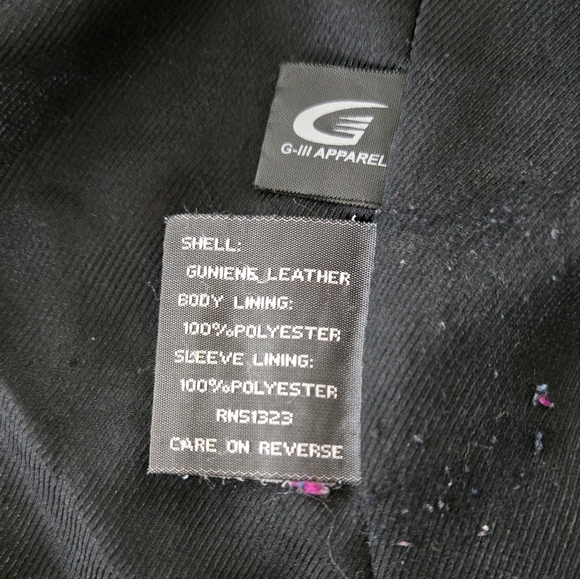 G-III APPAREL
SHELL:
GUNIENE LEATHER
BODY LINING:
100%POLYESTER
SLEEVE LINING:
100%POLYESTER
RN51323
CARE ON REVERSE